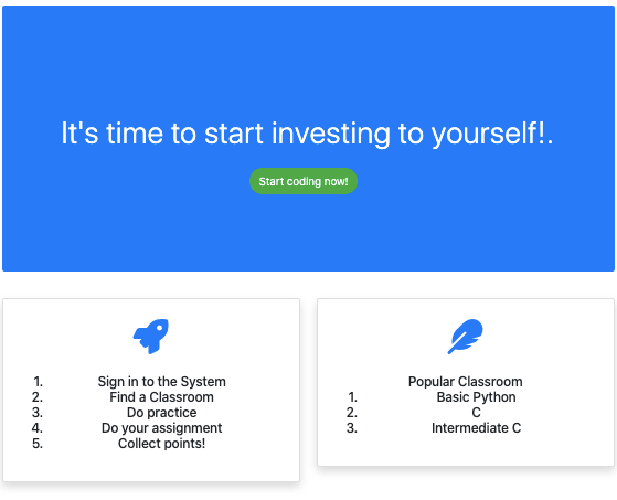 It's time to start investing to yourself!.
Start coding now!
1. Sign in to the System
2. Find a Classroom
3. Do practice
4. Do your assignment
5. Collect points!
Popular Classroom
1. Basic Python
2. C
3. Intermediate C